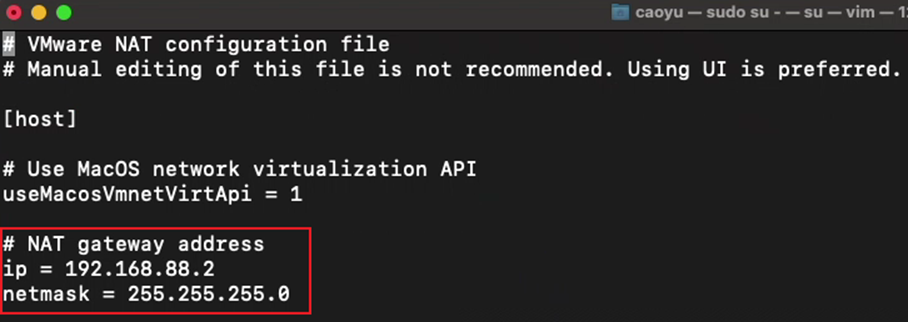 caoyu — sudo su - — su — vim — 12
# VMware NAT configuration file
# Manual editing of this file is not recommended. Using UI is preferred.
[host]
# Use MacOS network virtualization API
useMacosVmnetVirtApi = 1
# NAT gateway address
ip = 192.168.88.2
netmask = 255.255.255.0